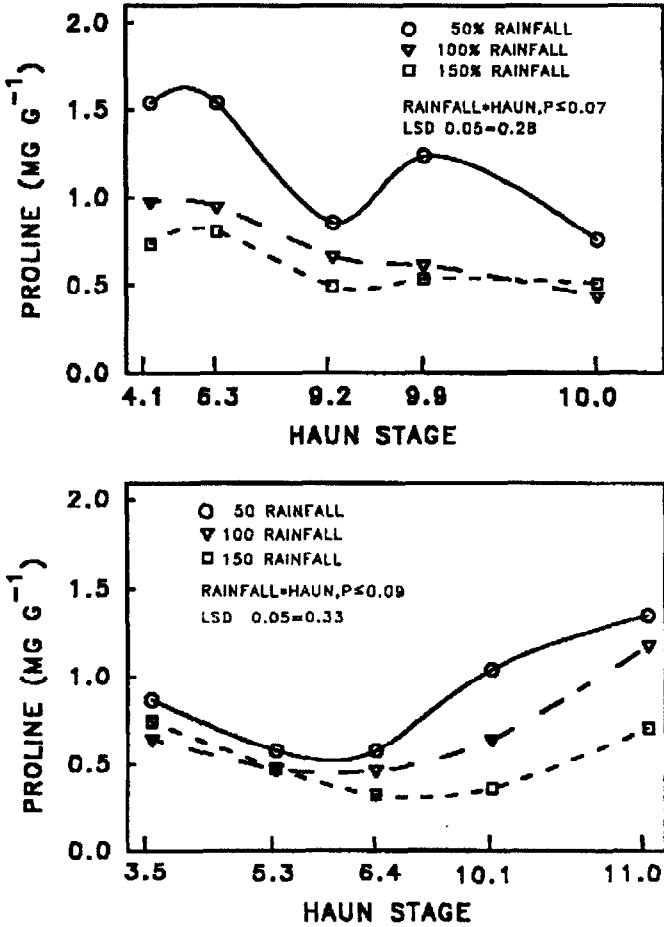 2.0
1.5
1.0
0.5
0.0
PROLINE (MG G⁻¹)
○ 50% RAINFALL
▽ 100% RAINFALL
□ 150% RAINFALL
RAINFALL*HAUN,P≤0.07
LSD 0.05=0.28
4.1 6.3 9.2 9.9 10.0
HAUN STAGE
2.0
1.5
1.0
0.5
0.0
PROLINE (MG G⁻¹)
○ 50 RAINFALL
▽ 100 RAINFALL
□ 150 RAINFALL
RAINFALL*HAUN,P≤0.09
LSD 0.05=0.33
3.5 5.3 6.4 10.1 11.0
HAUN STAGE